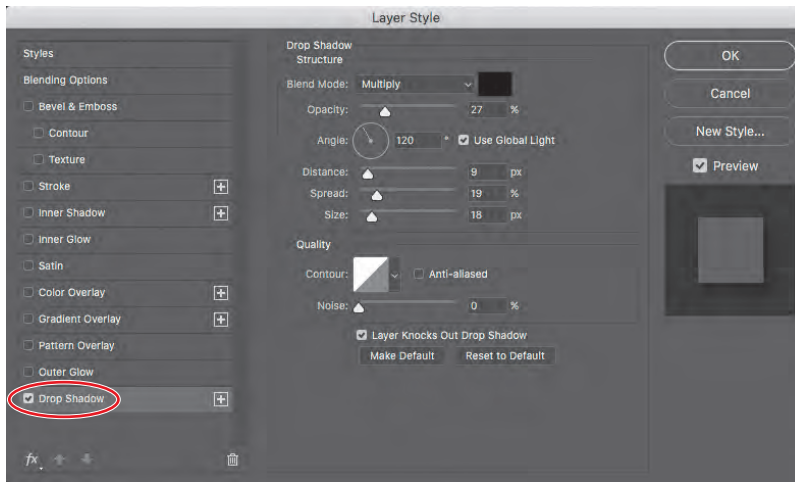 Layer Style
Styles
Blending Options
Bevel & Emboss
Contour
Texture
Stroke
Inner Shadow
Inner Glow
Satin
Color Overlay
Gradient Overlay
Pattern Overlay
Outer Glow
Drop Shadow
fx
Drop Shadow
Structure
Blend Mode: Multiply
Opacity: 27 %
Angle: 120 ° Use Global Light
Distance: 9 px
Spread: 19 %
Size: 18 px
Quality
Contour: Anti-aliased
Noise: 0 %
Layer Knocks Out Drop Shadow
Make Default Reset to Default
OK
Cancel
New Style...
Preview